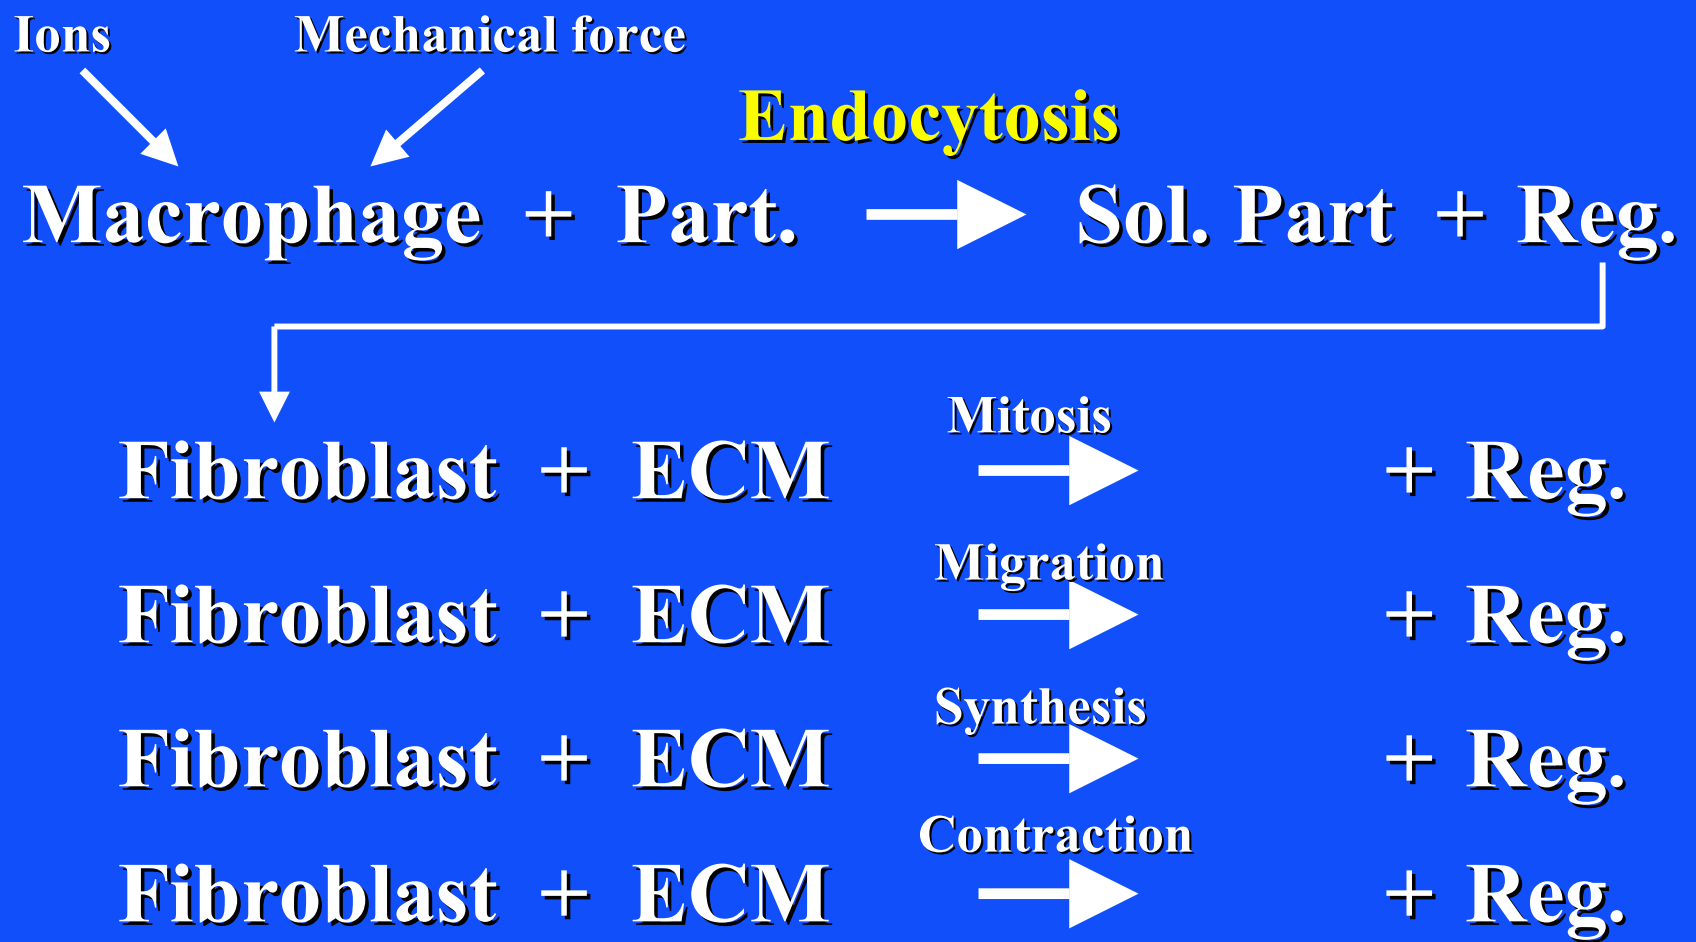 Ions Mechanical force
Endocytosis
Macrophage + Part. Sol. Part + Reg.
Mitosis
Fibroblast + ECM + Reg.
Migration
Fibroblast + ECM + Reg.
Synthesis
Fibroblast + ECM + Reg.
Contraction
Fibroblast + ECM + Reg.